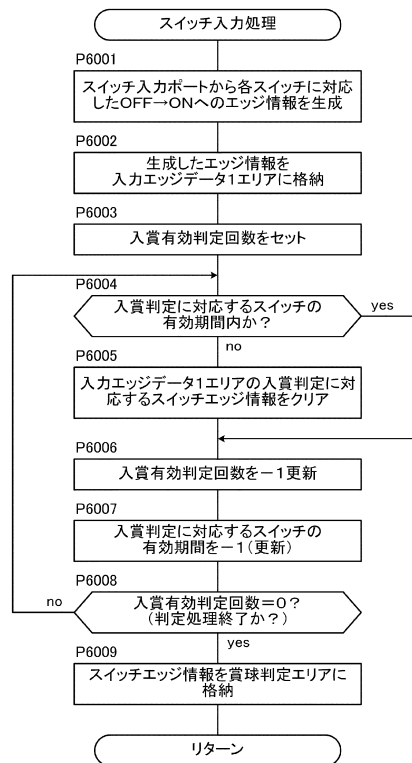 スイッチ入力処理
P6001
スイッチ入力ポートから各スイッチに対応
したOFF→ONへのエッジ情報を生成
P6002
生成したエッジ情報を
入力エッジデータ1エリアに格納
P6003
入賞有効判定回数をセット
P6004
入賞判定に対応するスイッチの
有効期間内か?
yes
no
P6005
入力エッジデータ1エリアの入賞判定に対
応するスイッチエッジ情報をクリア
P6006
入賞有効判定回数を－1更新
P6007
入賞判定に対応するスイッチの
有効期間を－1(更新)
P6008
入賞有効判定回数=0?
(判定処理終了か?)
no
yes
P6009
スイッチエッジ情報を賞球判定エリアに
格納
リターン